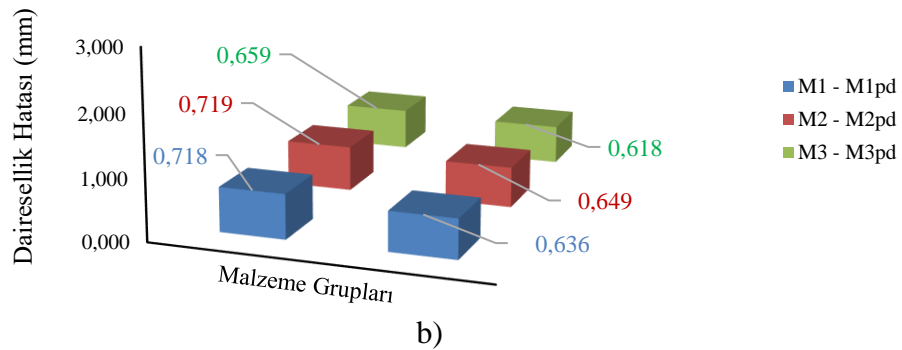 Dairesellik Hatası (mm)
3,000
2,000
1,000
0,000
0,659
0,719
0,718
0,618
0,649
0,636
Malzeme Grupları
M1 - M1pd
M2 - M2pd
M3 - M3pd
b)